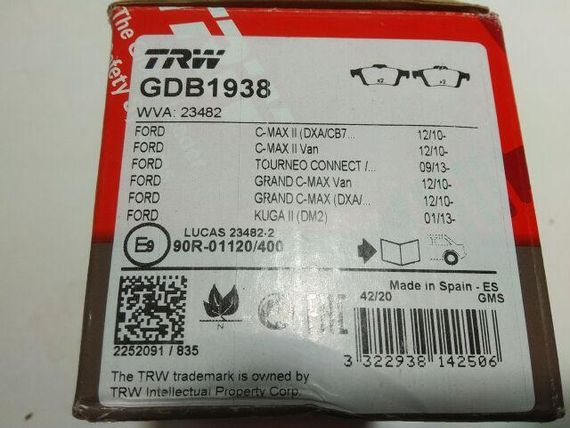 TRW
GDB1938
x2 x2
WVA: 23482
FORD C-MAX II (DXA/CB7... 12/10-
FORD C-MAX II Van 12/10-
FORD TOURNEO CONNECT /... 09/13-
FORD GRAND C-MAX Van 12/10-
FORD GRAND C-MAX (DXA/... 12/10-
FORD KUGA II (DM2) 01/13-
LUCAS 23482-2
E9 90R-01120/400
Made in Spain - ES
42/20 GMS
N
EAC
2252091 / 835
3 322938 142506
The TRW trademark is owned by
TRW Intellectual Property Corp.